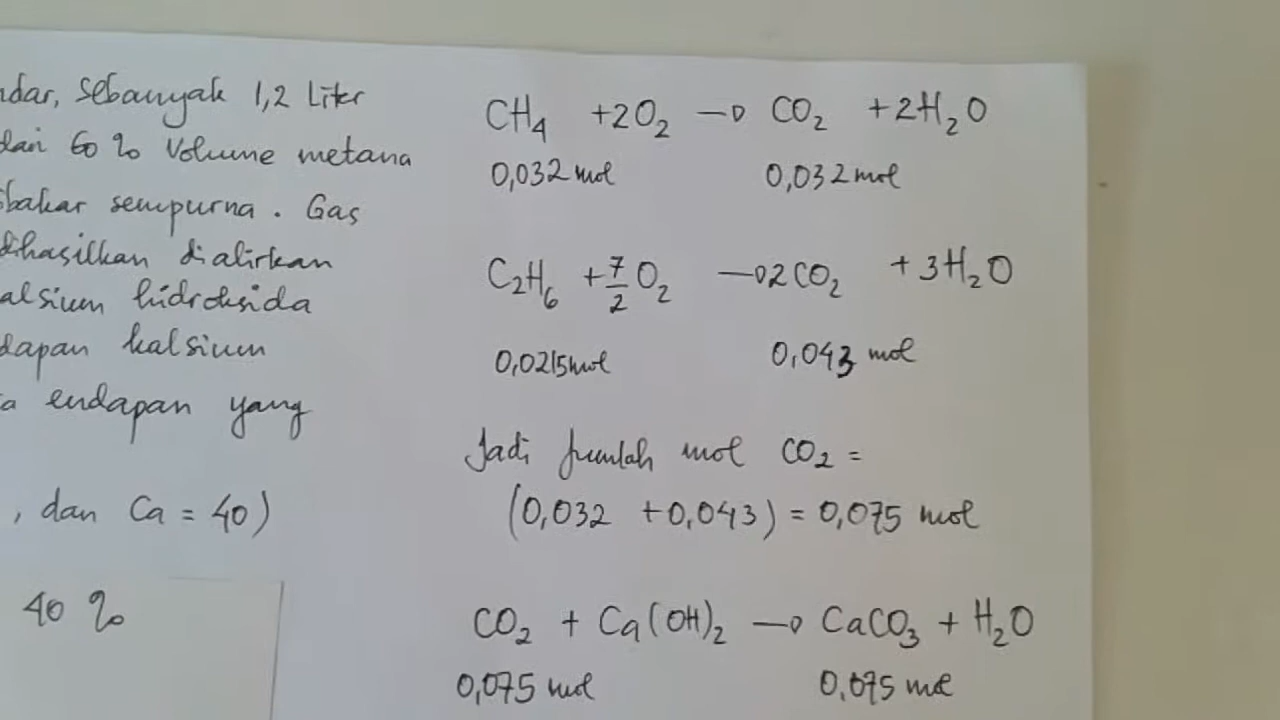 ndar, sebanyak 1,2 Liter
dari 60 % Volume metana
bakar sempurna. Gas
dihasilkan dialirkan
alsium hidroksida
dapan kalsium
a endapan yang
, dan Ca = 40)
40 %
CH₄ + 2O₂ → CO₂ + 2H₂O
0,032 mol 0,032 mol
C₂H₆ + 7/2 O₂ → 2CO₂ + 3H₂O
0,0215 mol 0,043 mol
Jadi jumlah mol CO₂ =
(0,032 + 0,043) = 0,075 mol
CO₂ + Ca(OH)₂ → CaCO₃ + H₂O
0,075 mol 0,075 mol